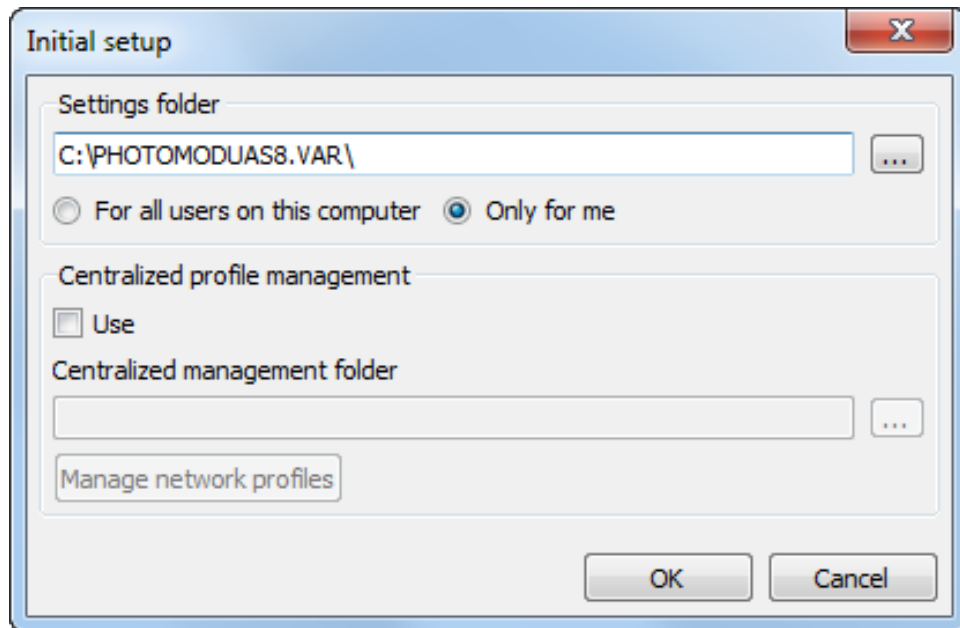 Initial setup
Settings folder
C:\PHOTOMODUAS8.VAR\
...
For all users on this computer Only for me
Centralized profile management
Use
Centralized management folder
...
Manage network profiles
OK Cancel